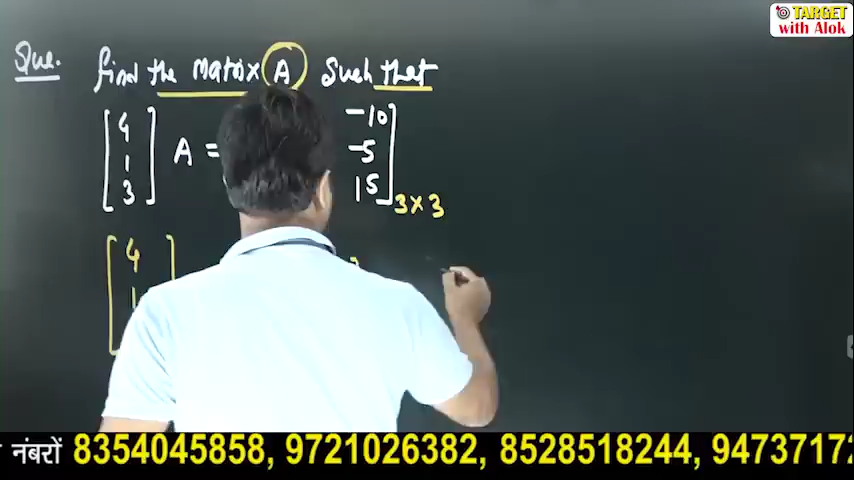 TARGET
with Alok
Que. find the matrix A Such that
4
1
3
A =
-10
-5
15
3×3
4
1
नंबरों 8354045858, 9721026382, 8528518244, 94737172